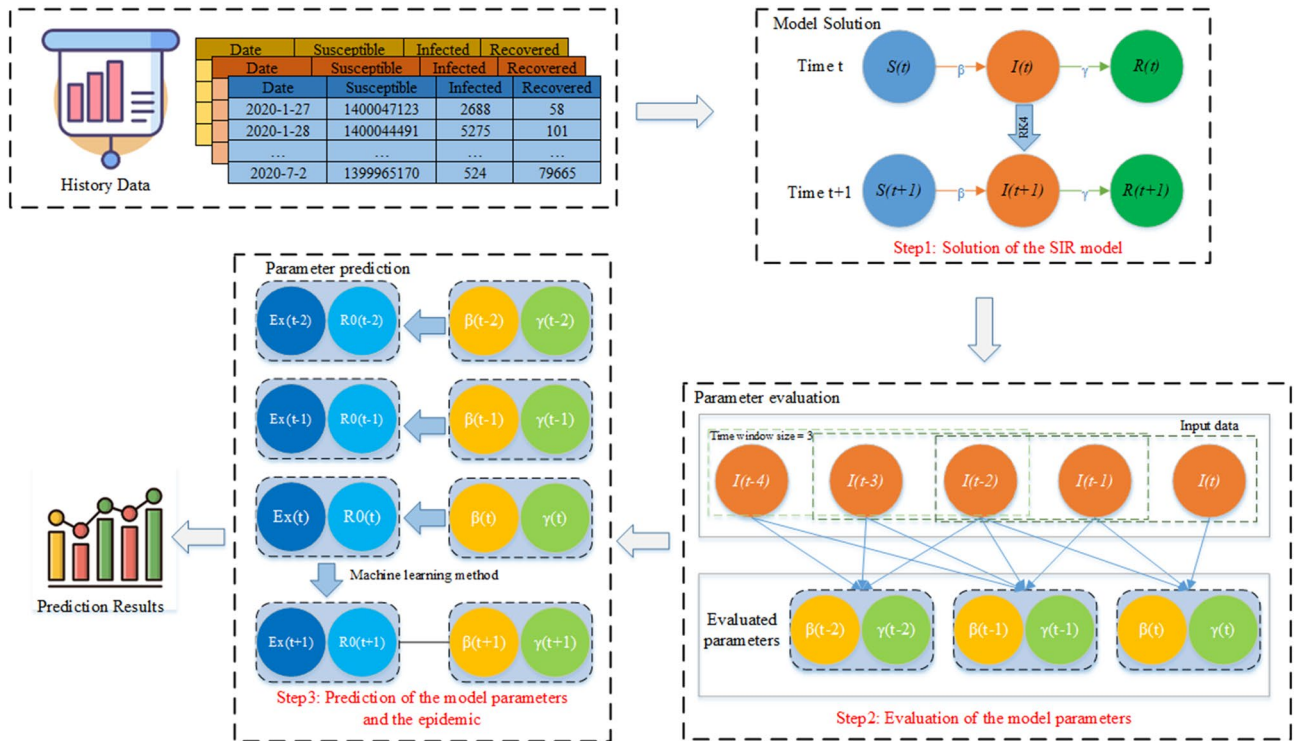 Date Susceptible Infected Recovered
Date Susceptible Infected Recovered
Date Susceptible Infected Recovered
2020-1-27 1400047123 2688 58
2020-1-28 1400044491 5275 101
... ... ... ...
2020-7-2 1399965170 524 79665
History Data
Model Solution
Time t S(t) β I(t) γ R(t)
RK4
Time t+1 S(t+1) β I(t+1) γ R(t+1)
Step1: Solution of the SIR model
Parameter evaluation
Input data
Time window size = 3
I(t-4) I(t-3) I(t-2) I(t-1) I(t)
Evaluated
parameters
β(t-2) γ(t-2) β(t-1) γ(t-1) β(t) γ(t)
Step2: Evaluation of the model parameters
Parameter prediction
Ex(t-2) R0(t-2) β(t-2) γ(t-2)
Ex(t-1) R0(t-1) β(t-1) γ(t-1)
Ex(t) R0(t) β(t) γ(t)
Machine learning method
Ex(t+1) R0(t+1) β(t+1) γ(t+1)
Step3: Prediction of the model parameters
and the epidemic
Prediction Results